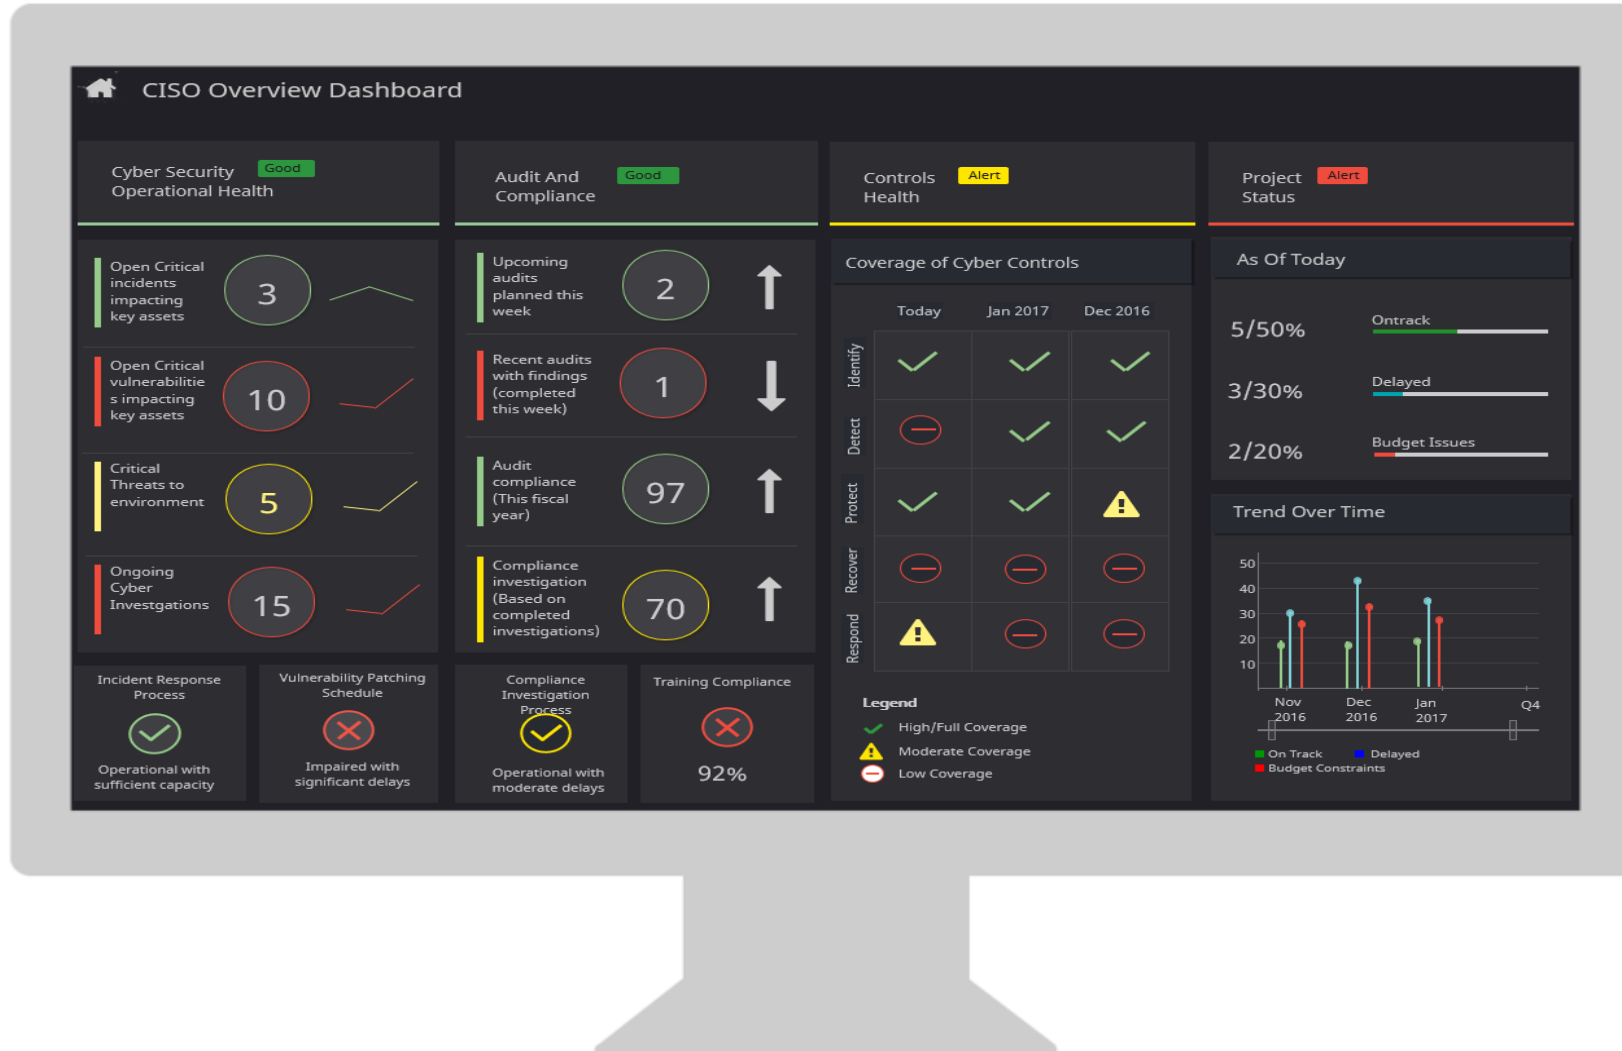 CISO Overview Dashboard
Cyber Security
Operational Health
Good
Audit And
Compliance
Good
Controls
Health
Alert
Project
Status
Alert
Open Critical
incidents
impacting
key assets
3
Open Critical
vulnerabilitie
s impacting
key assets
10
Critical
Threats to
environment
5
Ongoing
Cyber
Investgations
15
Incident Response
Process
Operational with
sufficient capacity
Vulnerability Patching
Schedule
Impaired with
significant delays
Upcoming
audits
planned this
week
2
Recent audits
with findings
(completed
this week)
1
Audit
compliance
(This fiscal
year)
97
Compliance
investigation
(Based on
completed
investigations)
70
Compliance
Investigation
Process
Operational with
moderate delays
Training Compliance
92%
Coverage of Cyber Controls
Today Jan 2017 Dec 2016
Identify
Detect
Protect
Recover
Respond
Legend
High/Full Coverage
Moderate Coverage
Low Coverage
As Of Today
5/50% Ontrack
3/30% Delayed
2/20% Budget Issues
Trend Over Time
50
40
30
20
10
Nov
2016
Dec
2016
Jan
2017
Q4
On Track Delayed
Budget Constraints